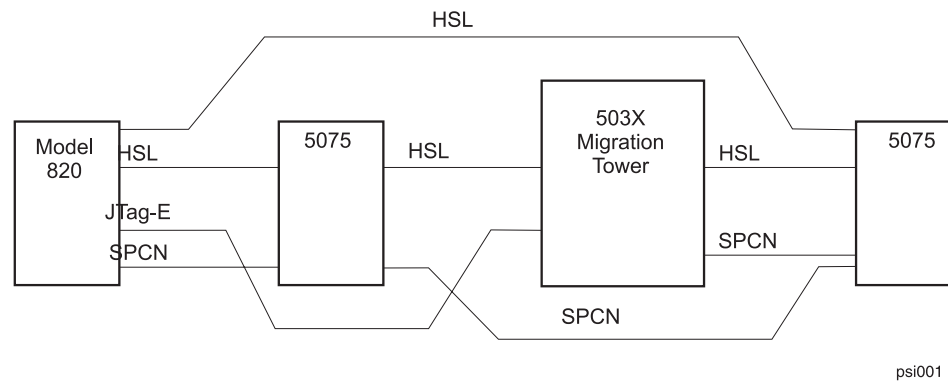 HSL
Model
820
HSL
JTag-E
SPCN
5075
HSL
503X
Migration
Tower
HSL
SPCN
5075
SPCN
psi001